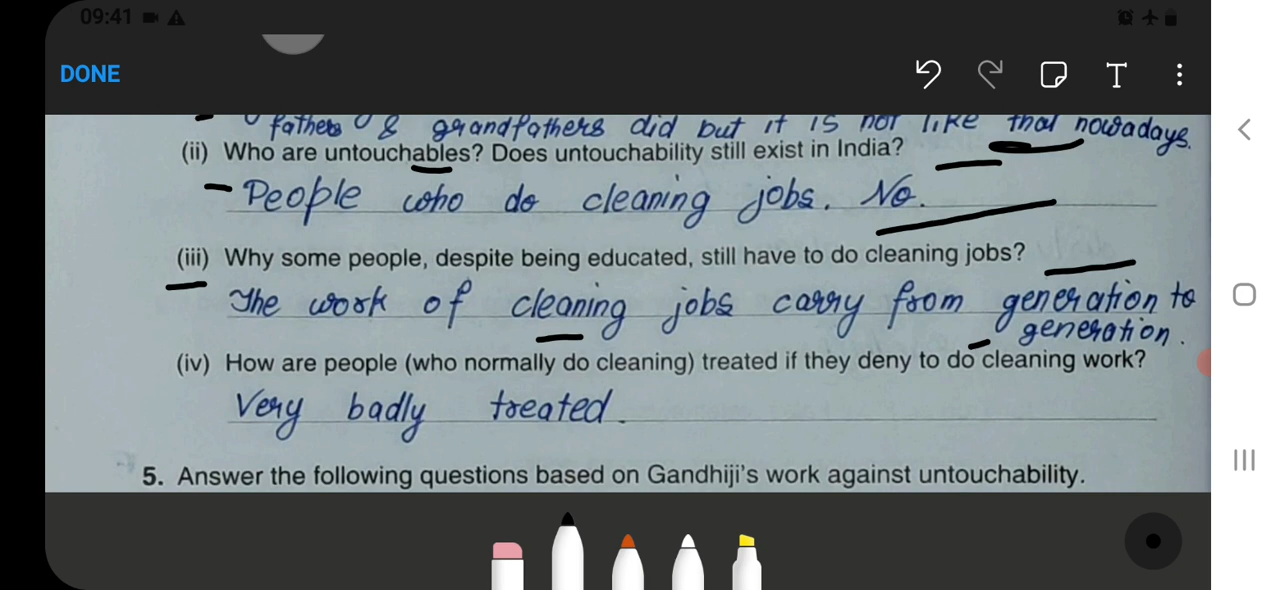 09:41
DONE
T
fathers & grandfathers did but it is not like that nowadays.
(ii) Who are untouchables? Does untouchability still exist in India?
People who do cleaning jobs. No.
(iii) Why some people, despite being educated, still have to do cleaning jobs?
The work of cleaning jobs carry from generation to
generation.
(iv) How are people (who normally do cleaning) treated if they deny to do cleaning work?
Very badly treated.
5. Answer the following questions based on Gandhiji's work against untouchability.